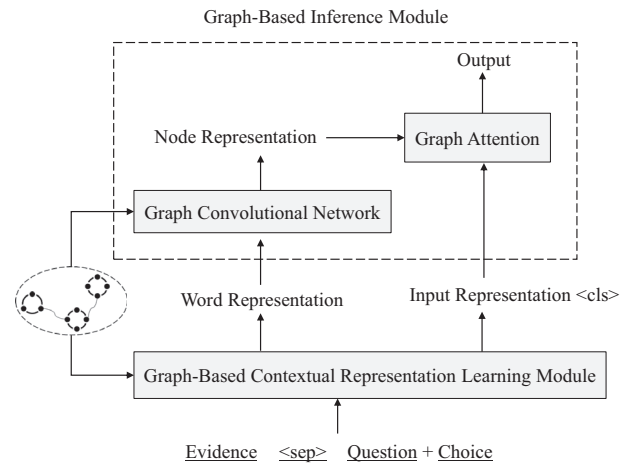 Graph-Based Inference Module
Output
Node Representation
Graph Attention
Graph Convolutional Network
Word Representation
Input Representation <cls>
Graph-Based Contextual Representation Learning Module
Evidence <sep> Question + Choice